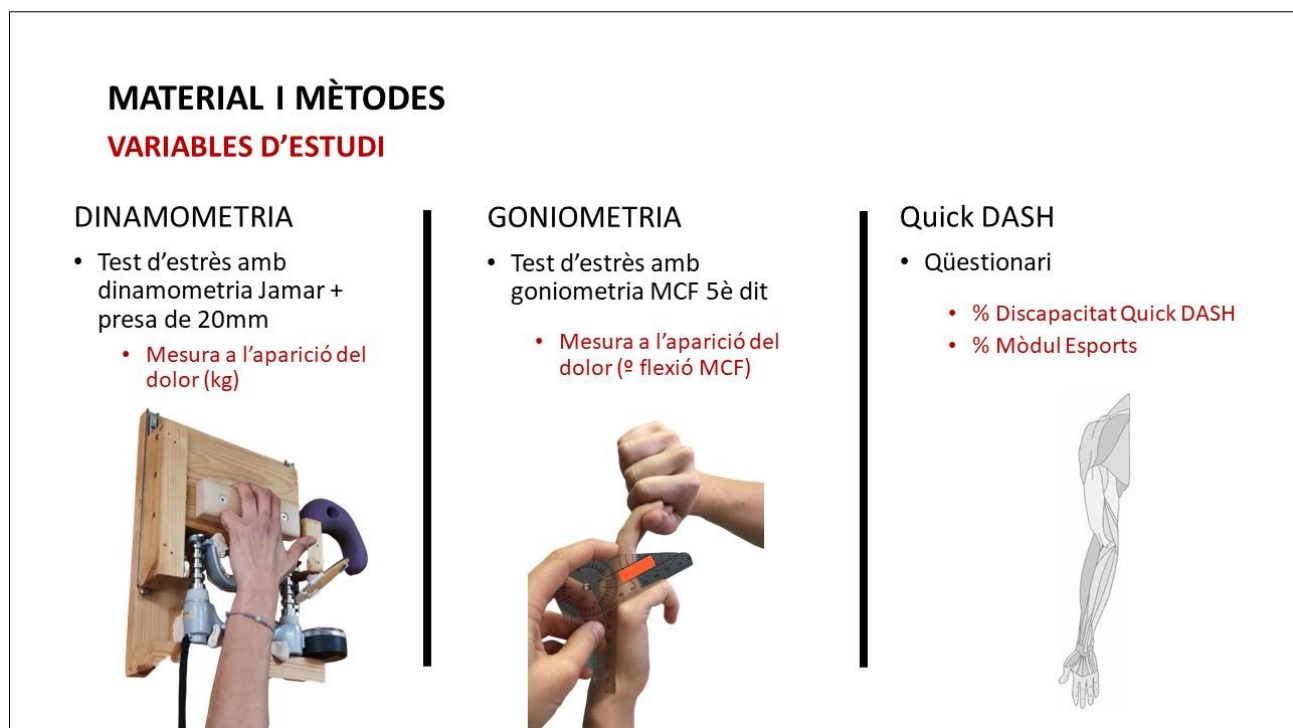 MATERIAL I MÈTODES
VARIABLES D'ESTUDI
DINAMOMETRIA
• Test d'estrès amb
dinamometria Jamar +
presa de 20mm
• Mesura a l'aparició del
dolor (kg)
GONIOMETRIA
• Test d'estrès amb
goniometria MCF 5è dit
• Mesura a l'aparició del
dolor (º flexió MCF)
Quick DASH
• Qüestionari
• % Discapacitat Quick DASH
• % Mòdul Esports